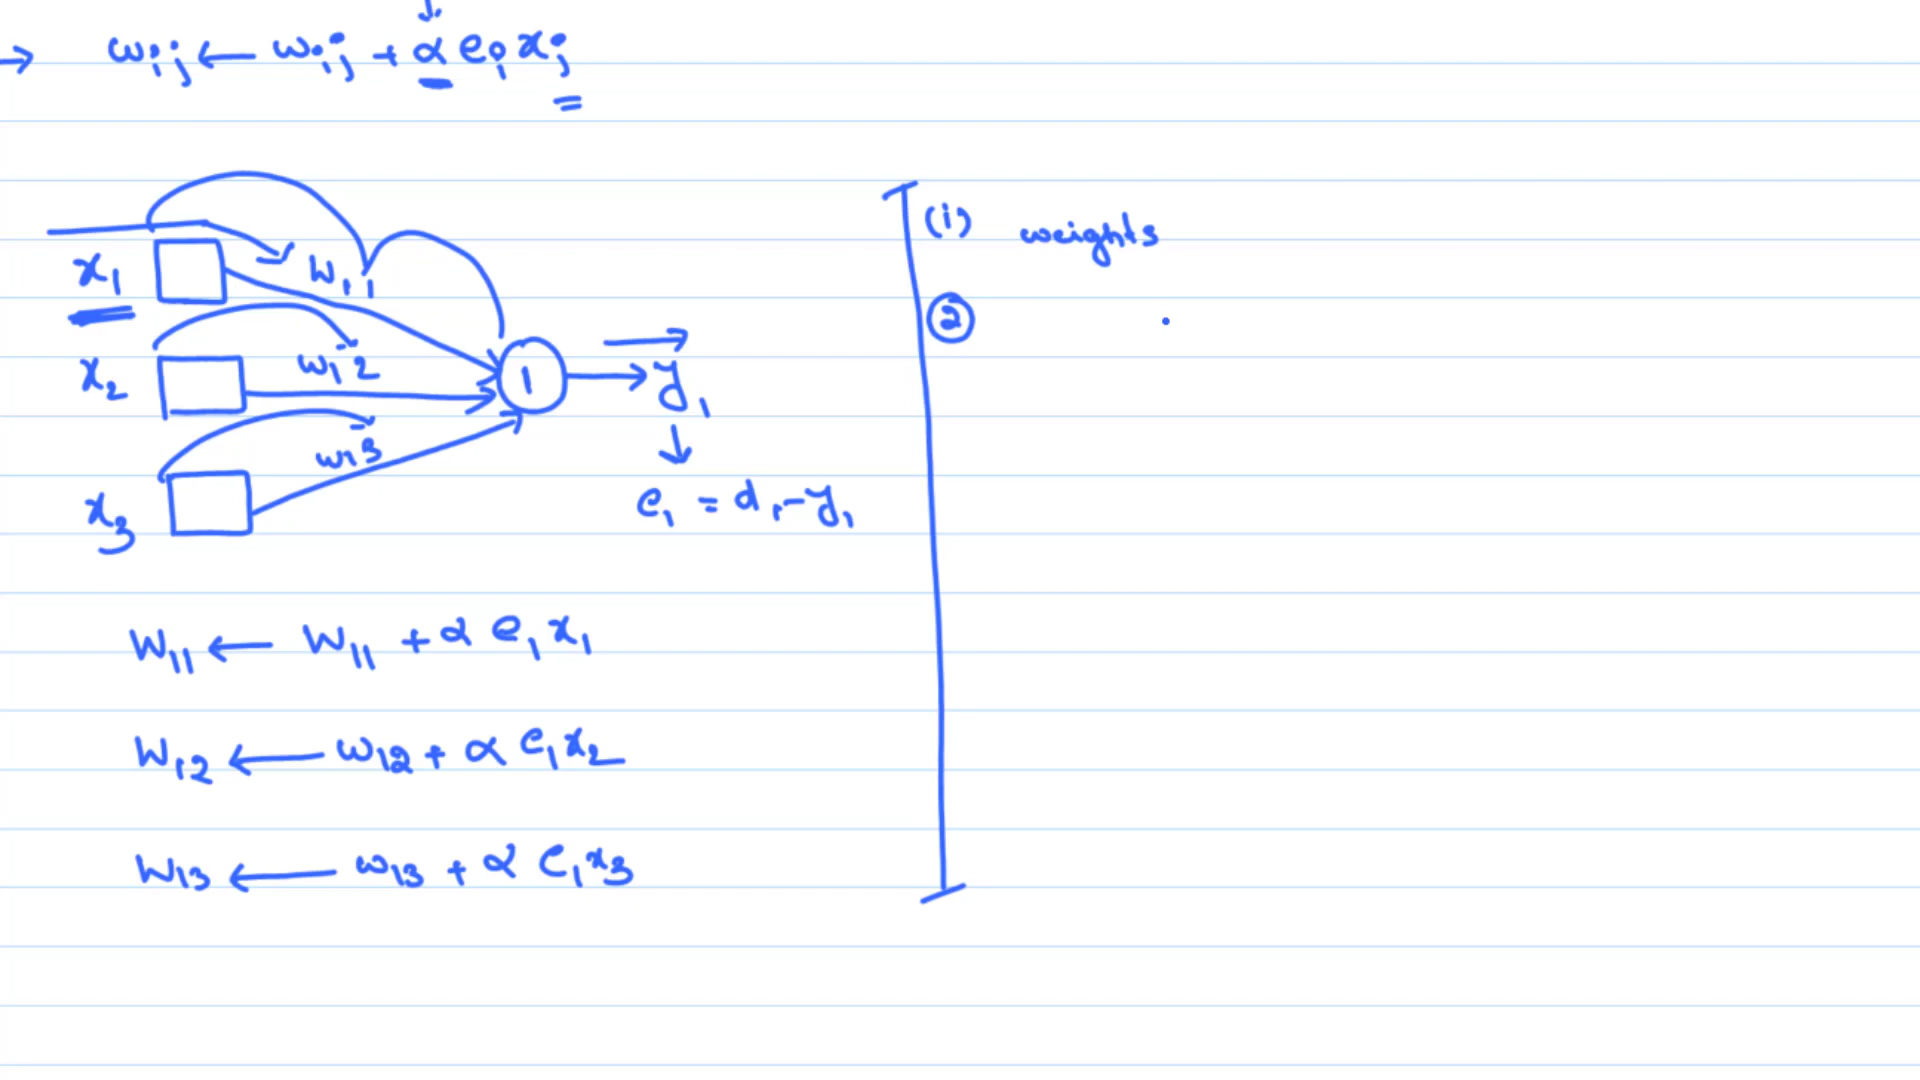 → wij ← wij + α ei xj
x1 w11
x2 w12
1 → y1
x3 w13
e1 = d1 - y1
w11 ← w11 + α e1 x1
w12 ← w12 + α e1 x2
w13 ← w13 + α e1 x3
(i) weights
②